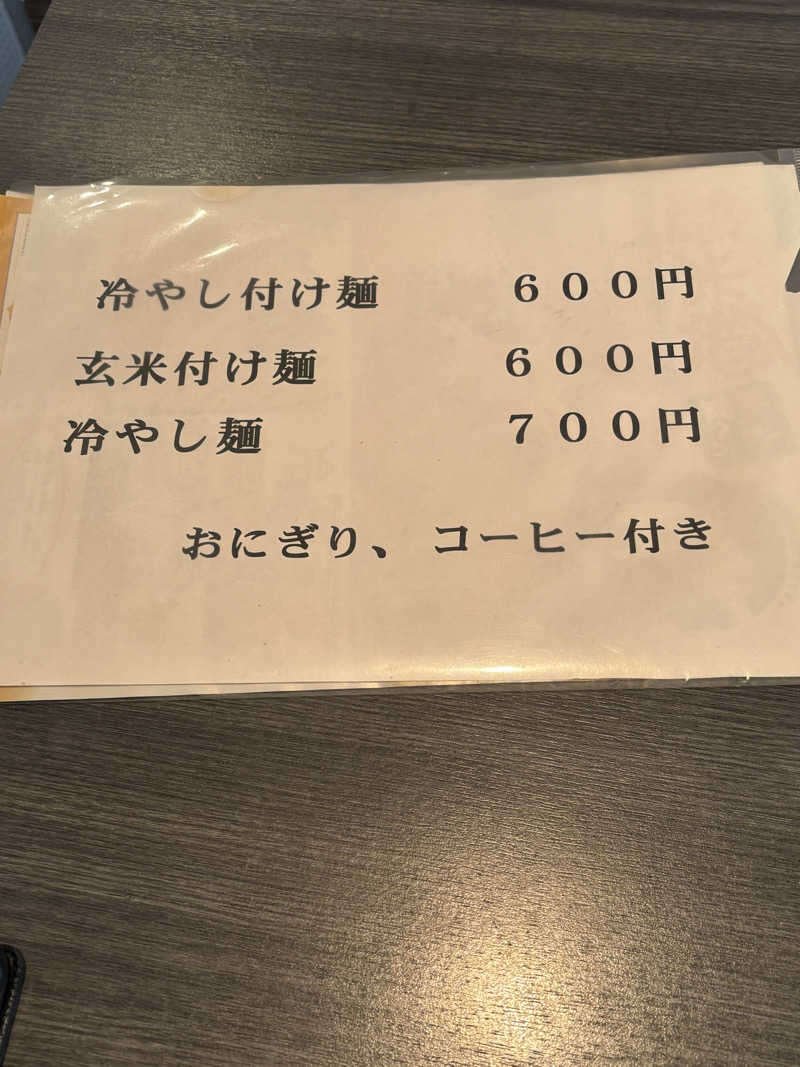 冷やし付け麺 ６００円
玄米付け麺 ６００円
冷やし麺 ７００円
おにぎり、 コーヒー付き